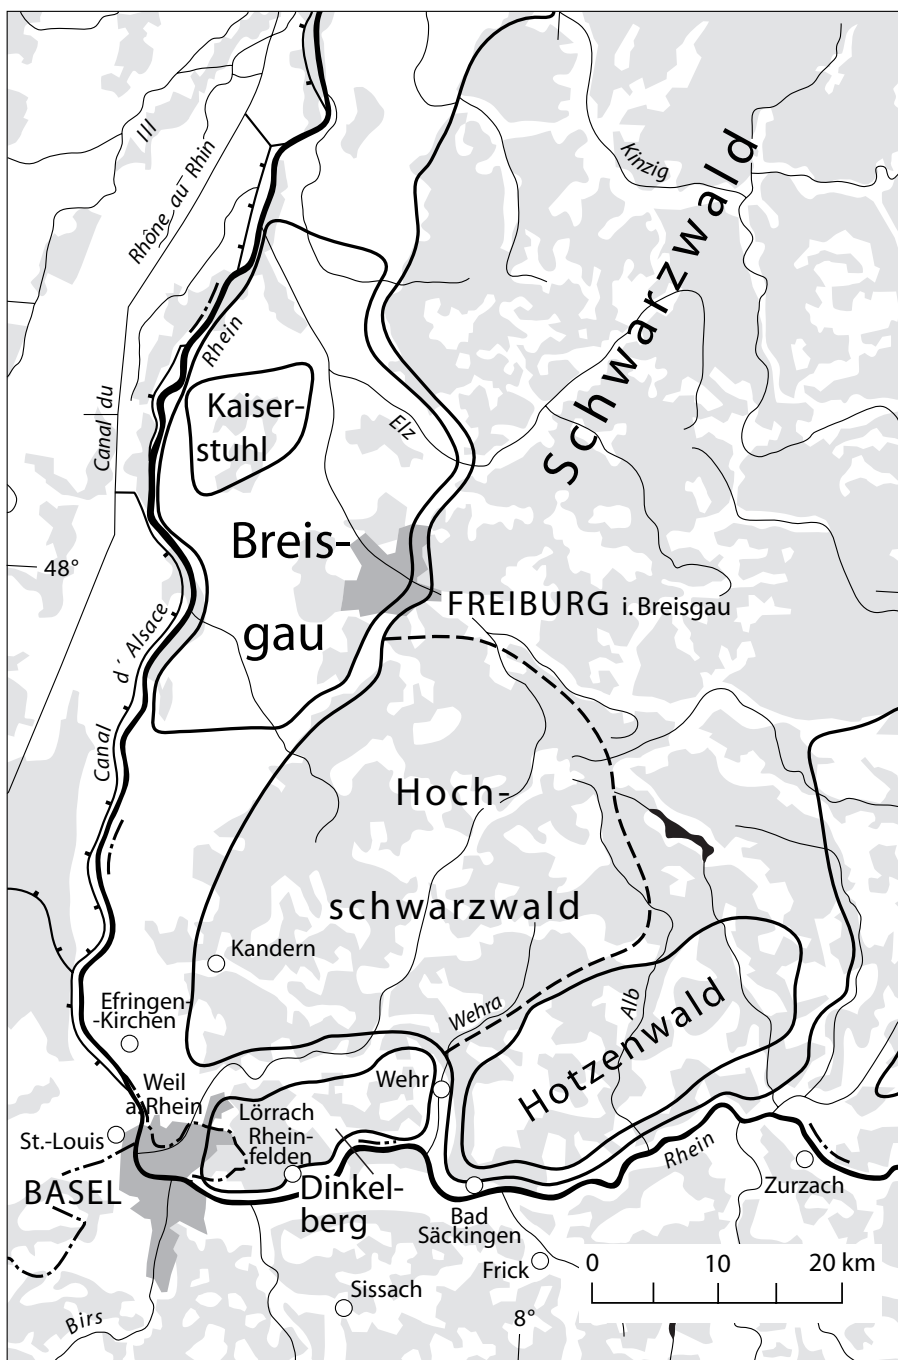 Ill
Rhône au Rhin
Kinzig
Schwarzwald
Rhein
Canal du
Kaiser-
stuhl
Elz
Breis-
48°
gau
FREIBURG i. Breisgau
d´ Alsace
Canal
Hoch-
schwarzwald
Kandern
Efringen-
-Kirchen
Wehra
Alb
Hotzenwald
Weil
a. Rhein
Wehr
Lörrach
Rhein-
felden
St.-Louis
Rhein
BASEL
Dinkel-
berg
Zurzach
Bad
Säckingen
Frick
0 10 20 km
Sissach
Birs
8°